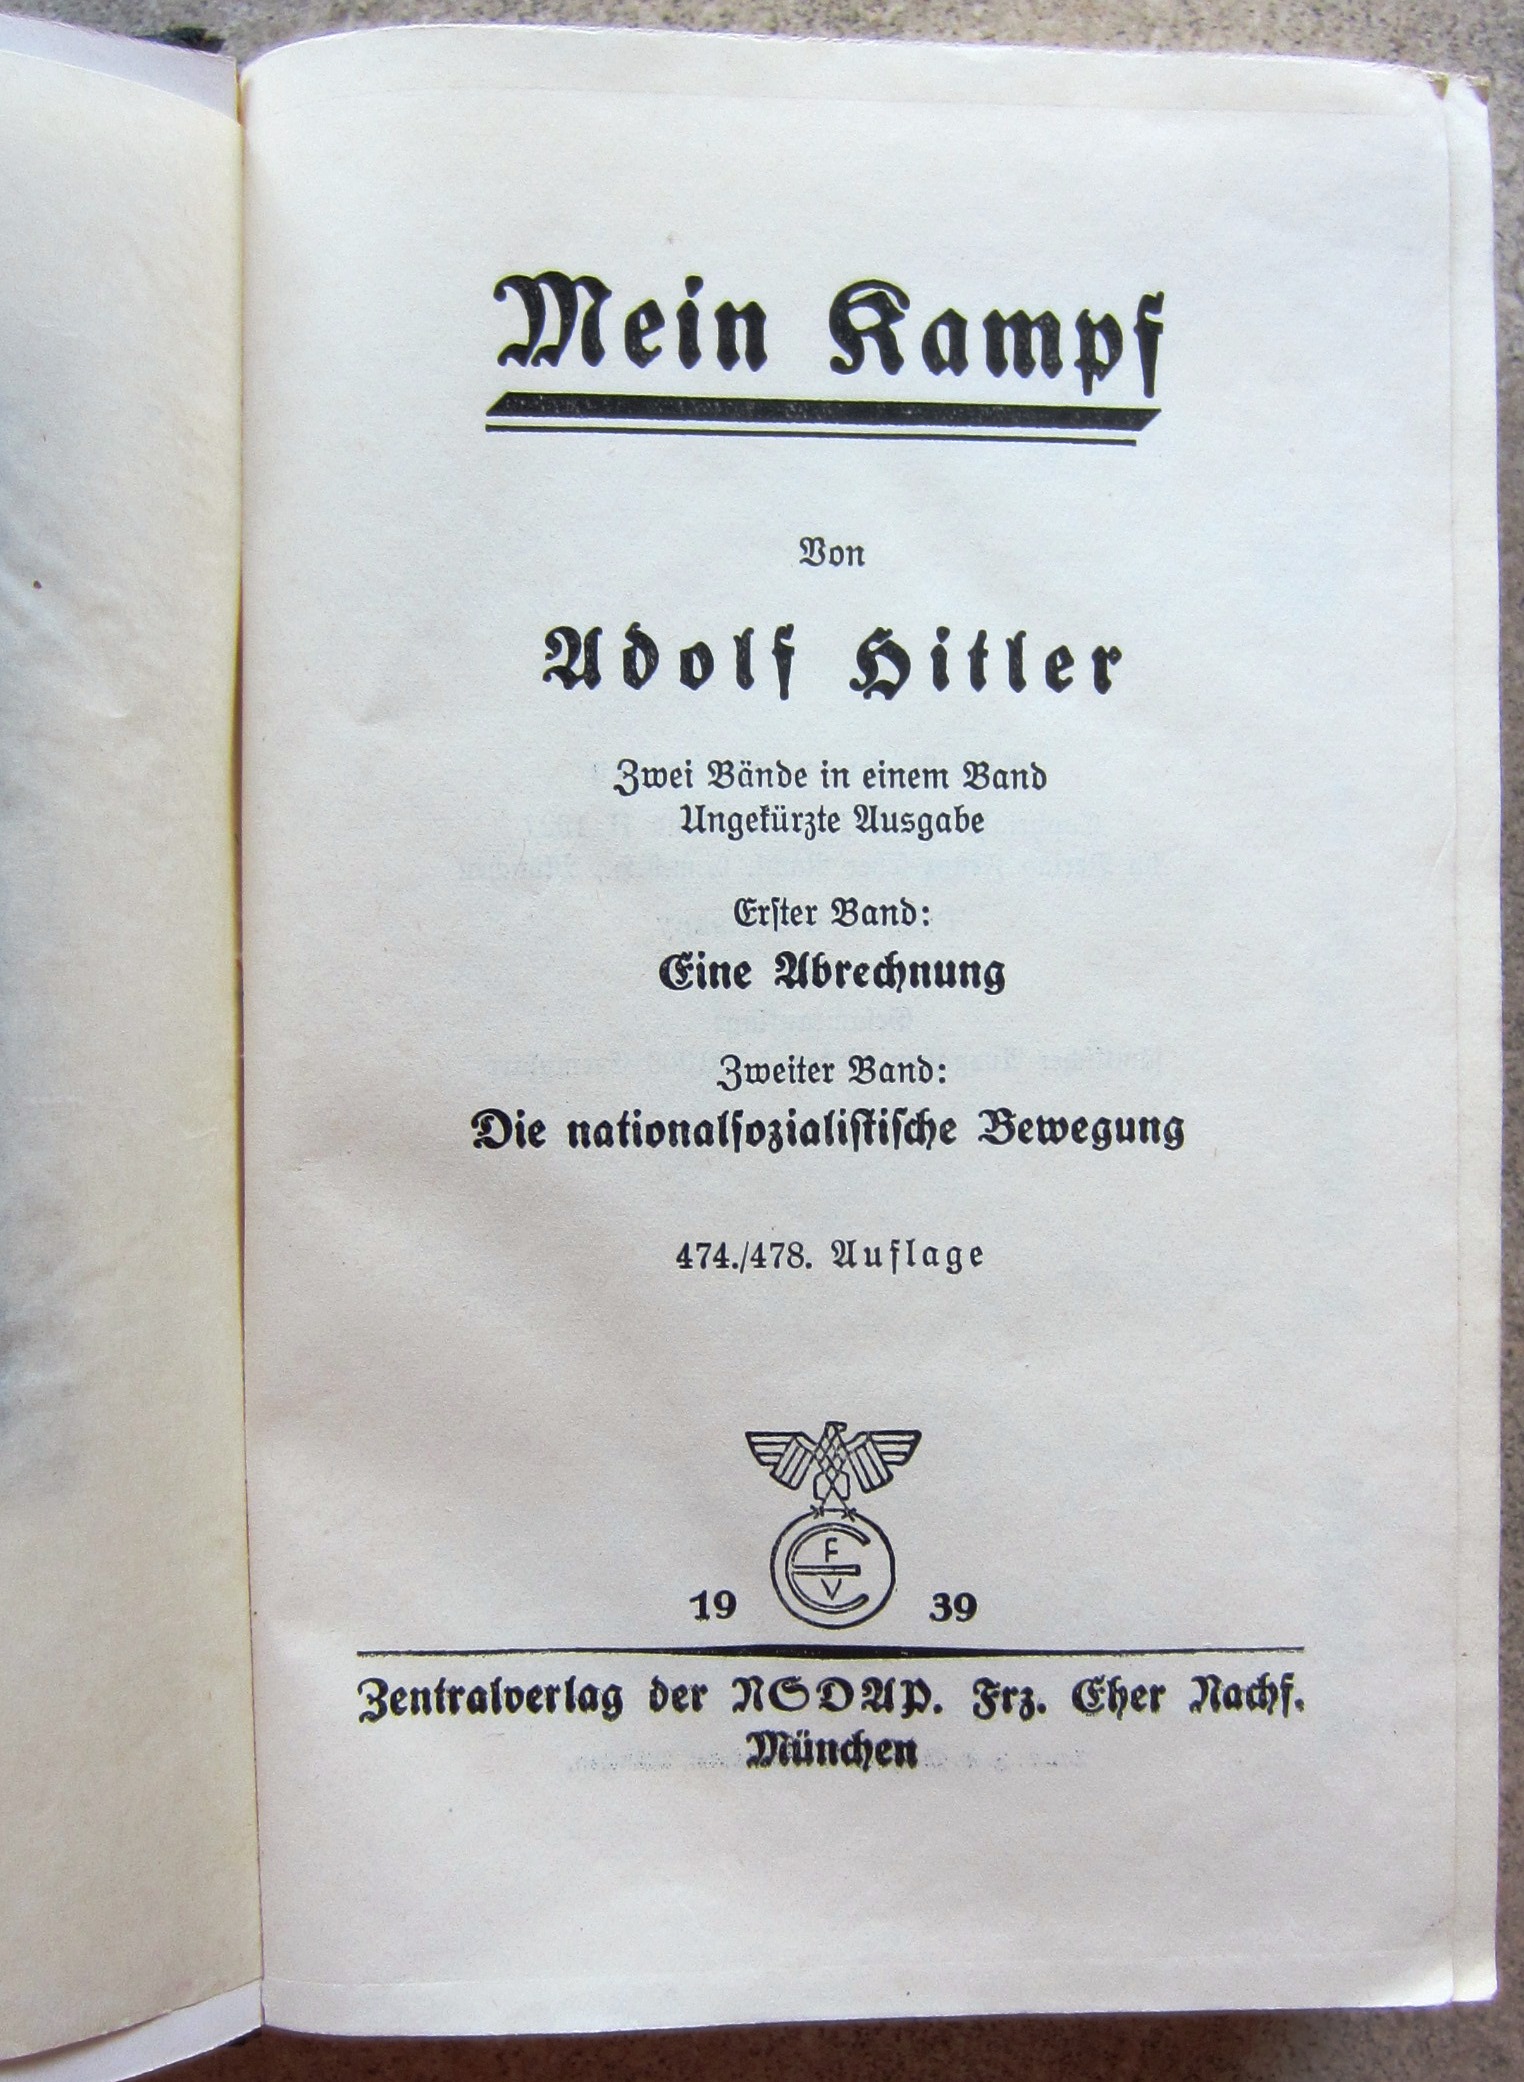 Mein Kampf
Von
Adolf Hitler
Zwei Bände in einem Band
Ungekürzte Ausgabe
Erſter Band:
Eine Abrechnung
Zweiter Band:
Die nationalſozialiſtiſche Bewegung
474./478. Auflage
F
E
V
19 39
Zentralverlag der NSDAP. Frz. Eher Nachf.
München